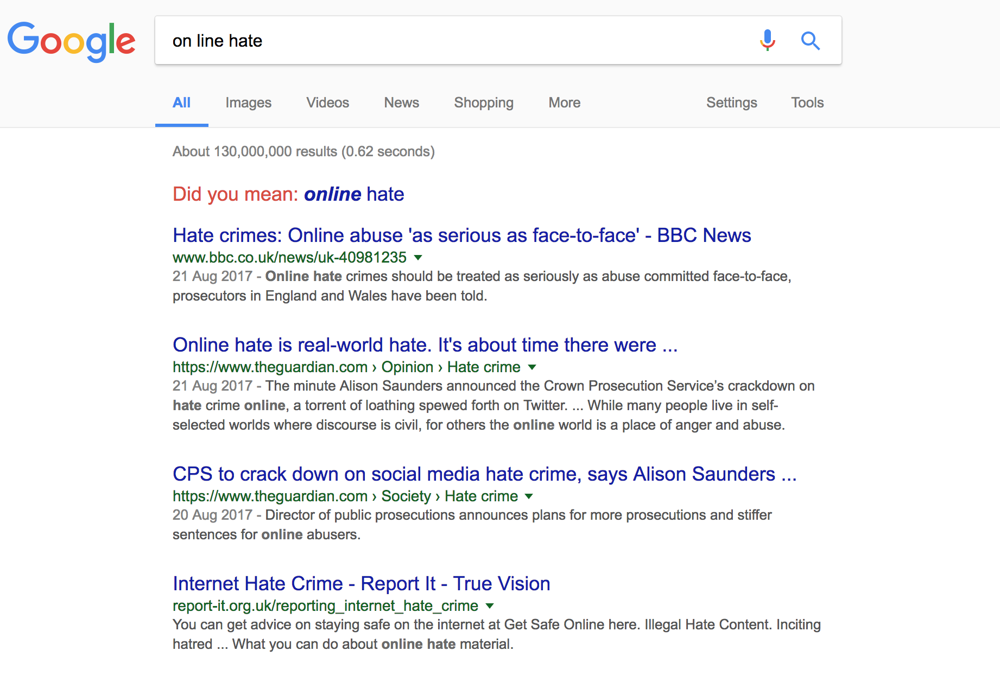 Google
on line hate
All Images Videos News Shopping More Settings Tools
About 130,000,000 results (0.62 seconds)
Did you mean: online hate
Hate crimes: Online abuse 'as serious as face-to-face' - BBC News
www.bbc.co.uk/news/uk-40981235
21 Aug 2017 - Online hate crimes should be treated as seriously as abuse committed face-to-face,
prosecutors in England and Wales have been told.
Online hate is real-world hate. It's about time there were ...
https://www.theguardian.com › Opinion › Hate crime
21 Aug 2017 - The minute Alison Saunders announced the Crown Prosecution Service’s crackdown on
hate crime online, a torrent of loathing spewed forth on Twitter. ... While many people live in self-
selected worlds where discourse is civil, for others the online world is a place of anger and abuse.
CPS to crack down on social media hate crime, says Alison Saunders ...
https://www.theguardian.com › Society › Hate crime
20 Aug 2017 - Director of public prosecutions announces plans for more prosecutions and stiffer
sentences for online abusers.
Internet Hate Crime - Report It - True Vision
report-it.org.uk/reporting_internet_hate_crime
You can get advice on staying safe on the internet at Get Safe Online here. Illegal Hate Content. Inciting
hatred ... What you can do about online hate material.